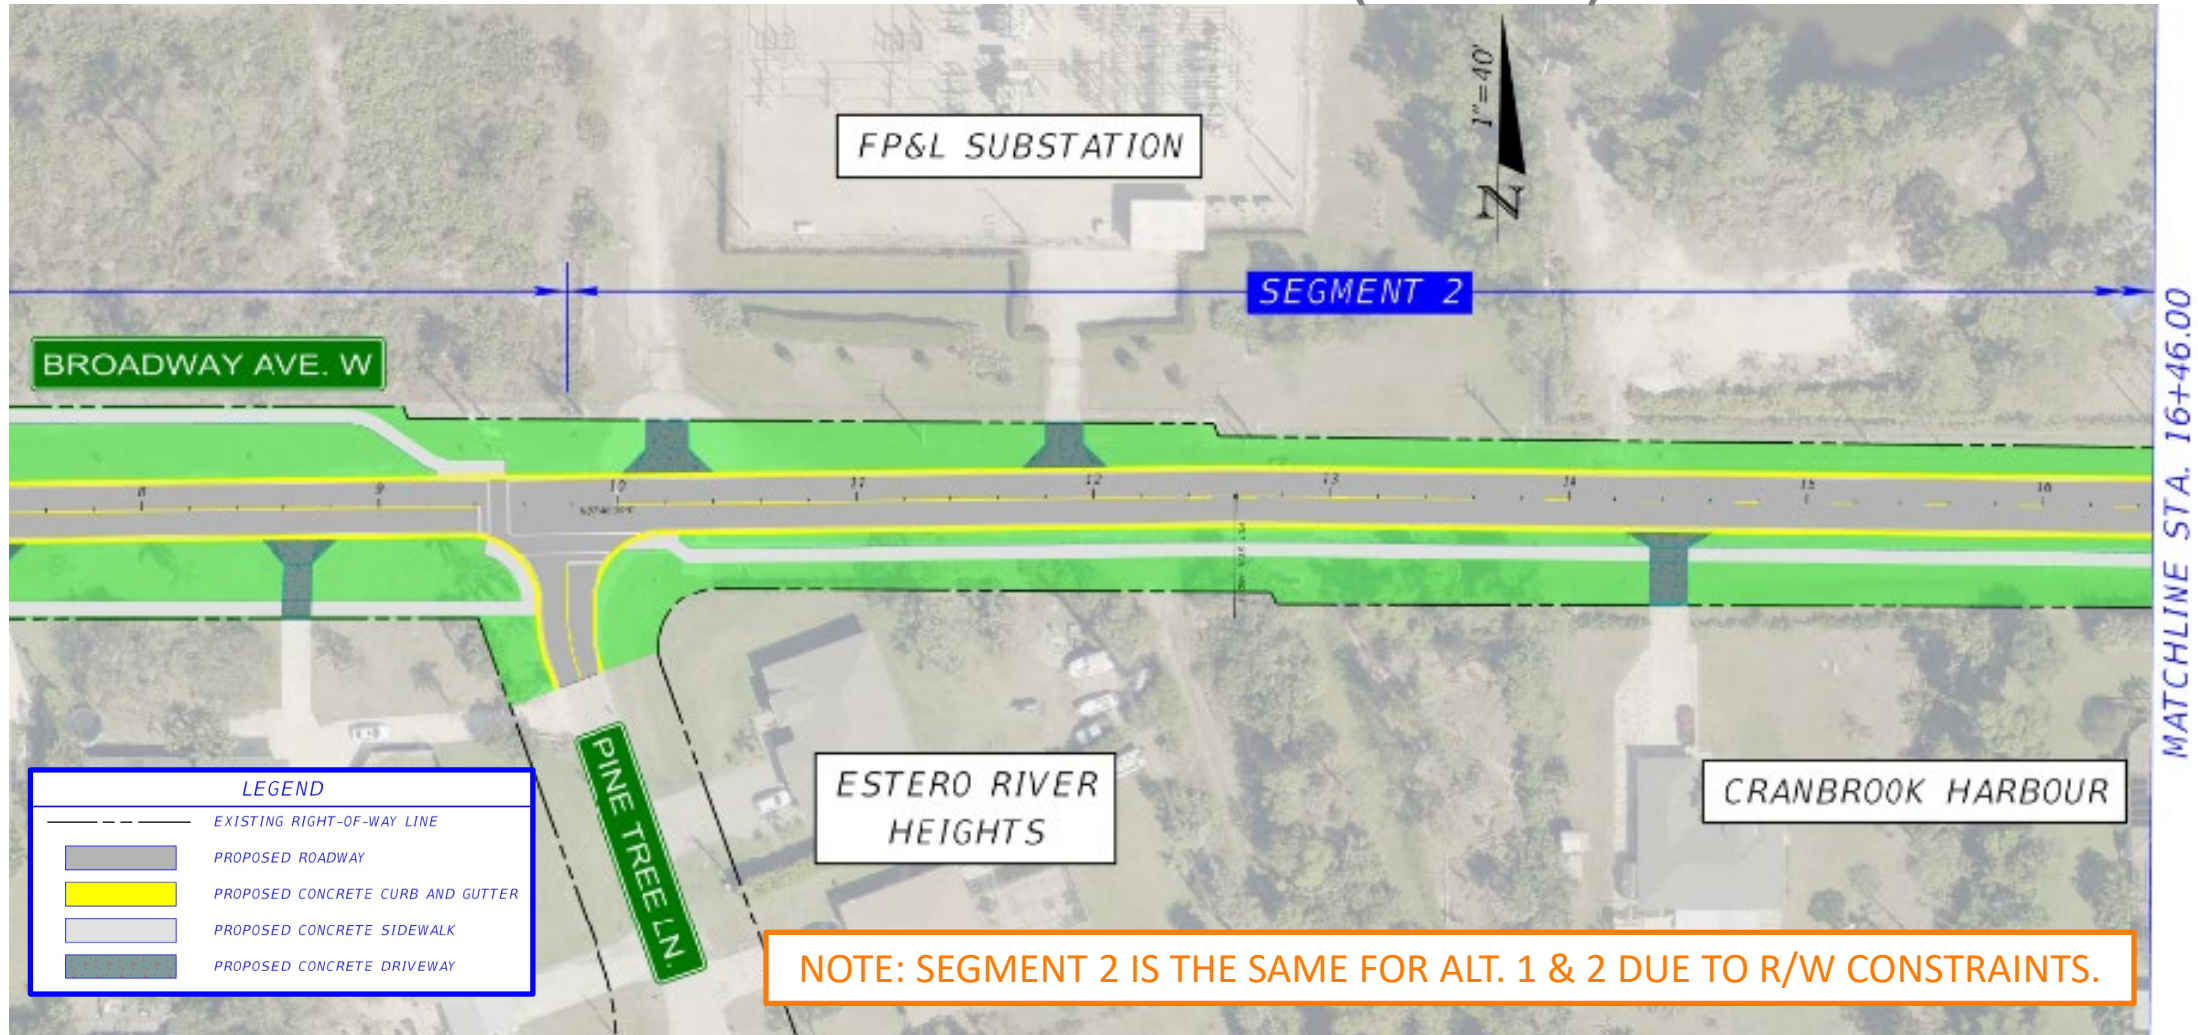 1"=40'
N
FP&L SUBSTATION
SEGMENT 2
BROADWAY AVE. W
8
9
10
11
12
13
14
15
16
MATCHLINE STA. 16+46.00
PINE TREE LN.
ESTERO RIVER
HEIGHTS
CRANBROOK HARBOUR
LEGEND
EXISTING RIGHT-OF-WAY LINE
PROPOSED ROADWAY
PROPOSED CONCRETE CURB AND GUTTER
PROPOSED CONCRETE SIDEWALK
PROPOSED CONCRETE DRIVEWAY
NOTE: SEGMENT 2 IS THE SAME FOR ALT. 1 & 2 DUE TO R/W CONSTRAINTS.